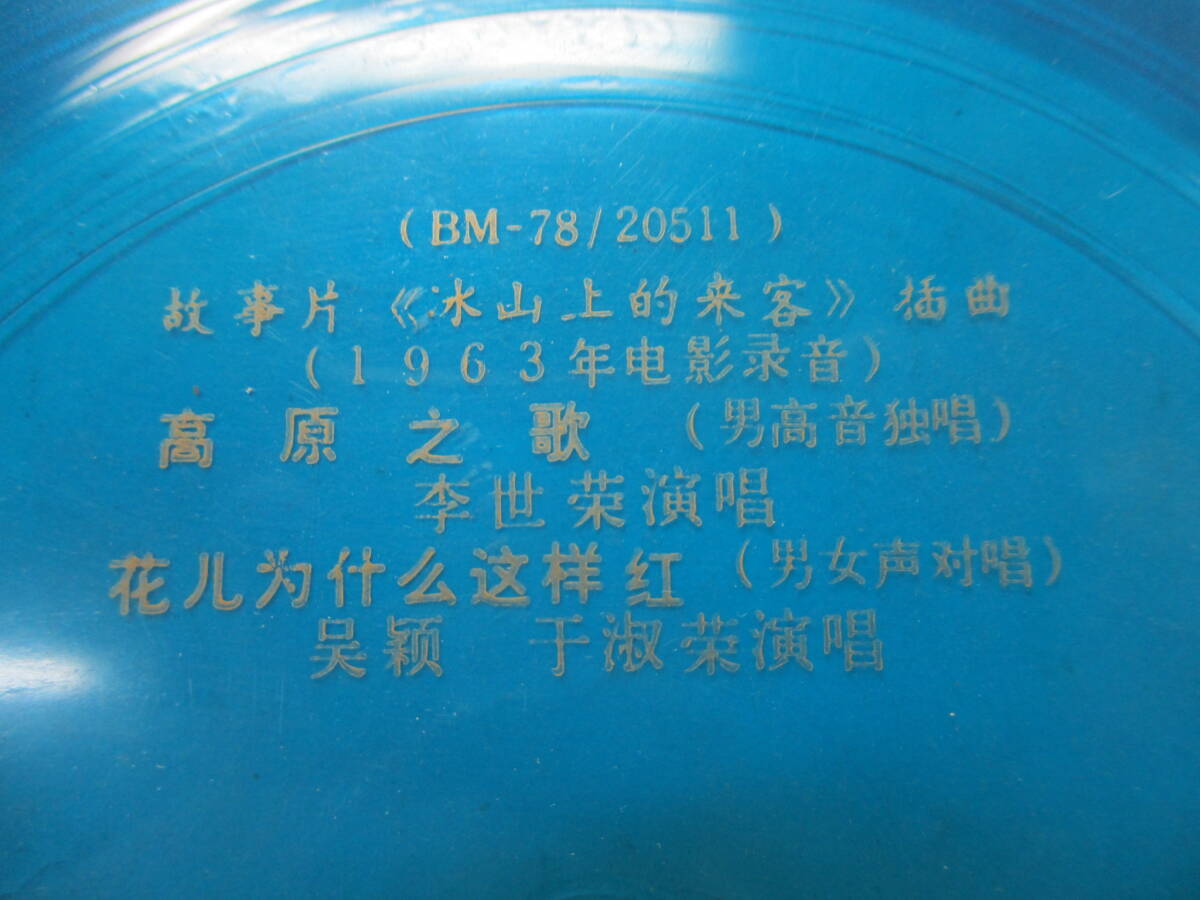 (BM-78/20511)
故事片《冰山上的来客》插曲
(1963年电影录音)
高原之歌 (男高音独唱)
李世荣演唱
花儿为什么这样红 (男女声对唱)
吴颖 于淑荣演唱